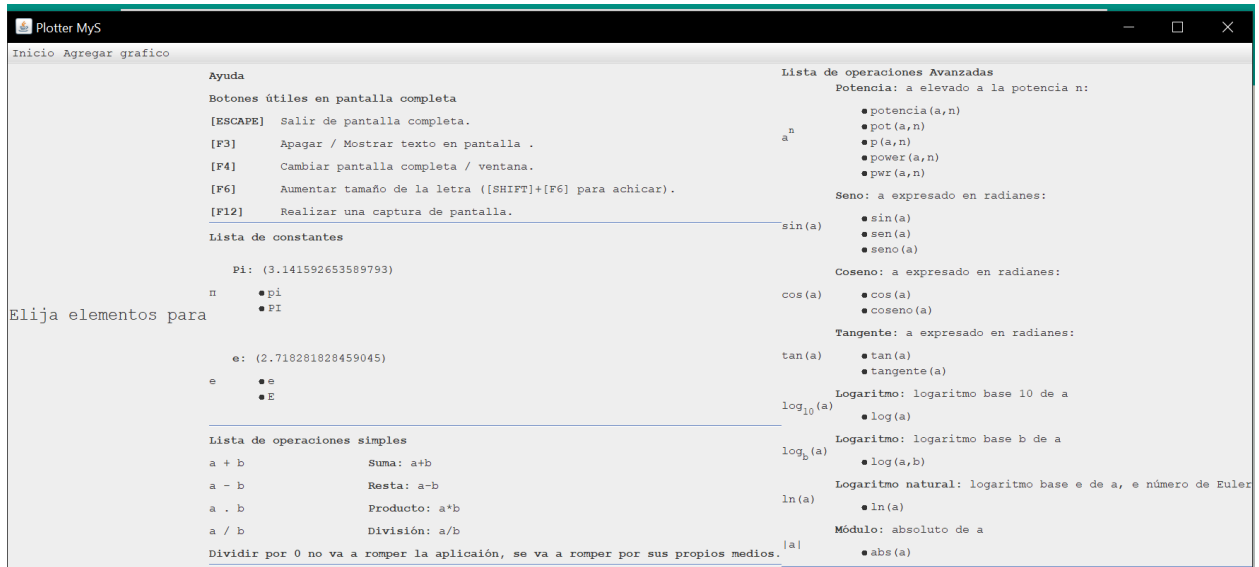 Plotter MyS
Inicio Agregar grafico
Elija elementos para
Ayuda
Botones útiles en pantalla completa
[ESCAPE] Salir de pantalla completa.
[F3] Apagar / Mostrar texto en pantalla .
[F4] Cambiar pantalla completa / ventana.
[F6] Aumentar tamaño de la letra ([SHIFT]+[F6] para achicar).
[F12] Realizar una captura de pantalla.
Lista de constantes
Pi: (3.141592653589793)
π
● pi
● PI
e: (2.718281828459045)
e
● e
● E
Lista de operaciones simples
a + b Suma: a+b
a - b Resta: a-b
a . b Producto: a*b
a / b División: a/b
Dividir por 0 no va a romper la aplicaión, se va a romper por sus propios medios.
Lista de operaciones Avanzadas
Potencia: a elevado a la potencia n:
aⁿ
● potencia(a,n)
● pot(a,n)
● p(a,n)
● power(a,n)
● pwr(a,n)
Seno: a expresado en radianes:
sin(a)
● sin(a)
● sen(a)
● seno(a)
Coseno: a expresado en radianes:
cos(a)
● cos(a)
● coseno(a)
Tangente: a expresado en radianes:
tan(a)
● tan(a)
● tangente(a)
Logaritmo: logaritmo base 10 de a
log₁₀(a)
● log(a)
Logaritmo: logaritmo base b de a
log_b(a)
● log(a,b)
Logaritmo natural: logaritmo base e de a, e número de Euler
ln(a)
● ln(a)
Módulo: absoluto de a
|a|
● abs(a)